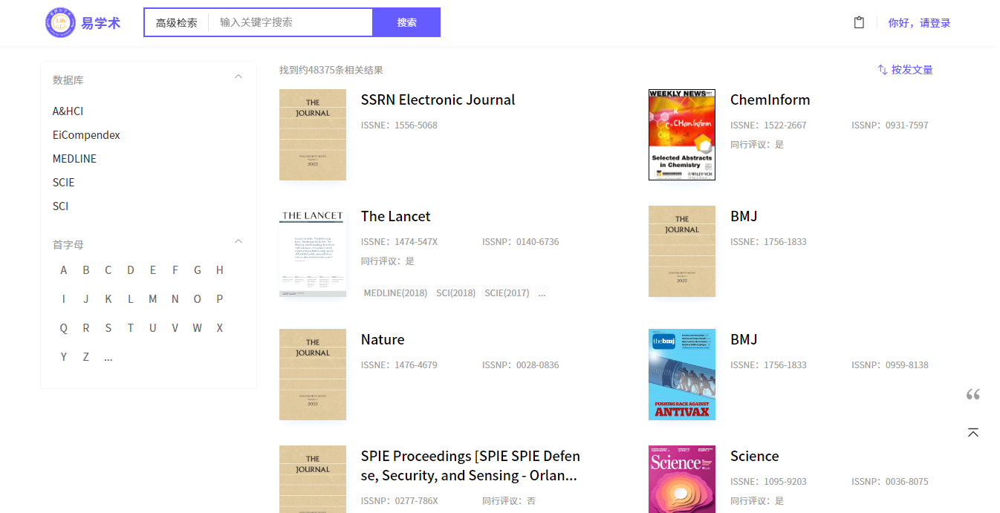 易学术
高级检索
输入关键字搜索
搜索
你好，请登录
数据库
A&HCI
EiCompendex
MEDLINE
SCIE
SCI
首字母
A B C D E F G H
I J K L M N O P
Q R S T U V W X
Y Z ...
找到约48375条相关结果
按发文量
THE
JOURNAL
2022
SSRN Electronic Journal
ISSNE：1556-5068
WEEKLY NEWS
ChemInform
Selected Abstracts
in Chemistry
WILEY-VCH
ChemInform
ISSNE：1522-2667 ISSNP：0931-7597
同行评议：是
THE LANCET
The Lancet
ISSNE：1474-547X ISSNP：0140-6736
同行评议：是
MEDLINE(2018) SCI(2018) SCIE(2017) ...
THE
JOURNAL
2022
BMJ
ISSNE：1756-1833
THE
JOURNAL
2022
Nature
ISSNE：1476-4679 ISSNP：0028-0836
thebmj
PUSHING BACK AGAINST
ANTIVAX
BMJ
ISSNE：1756-1833 ISSNP：0959-8138
THE
JOURNAL
SPIE Proceedings [SPIE SPIE Defen
se, Security, and Sensing - Orlan...
ISSNP：0277-786X 同行评议：否
Science
Science
ISSNE：1095-9203 ISSNP：0036-8075
同行评议：是